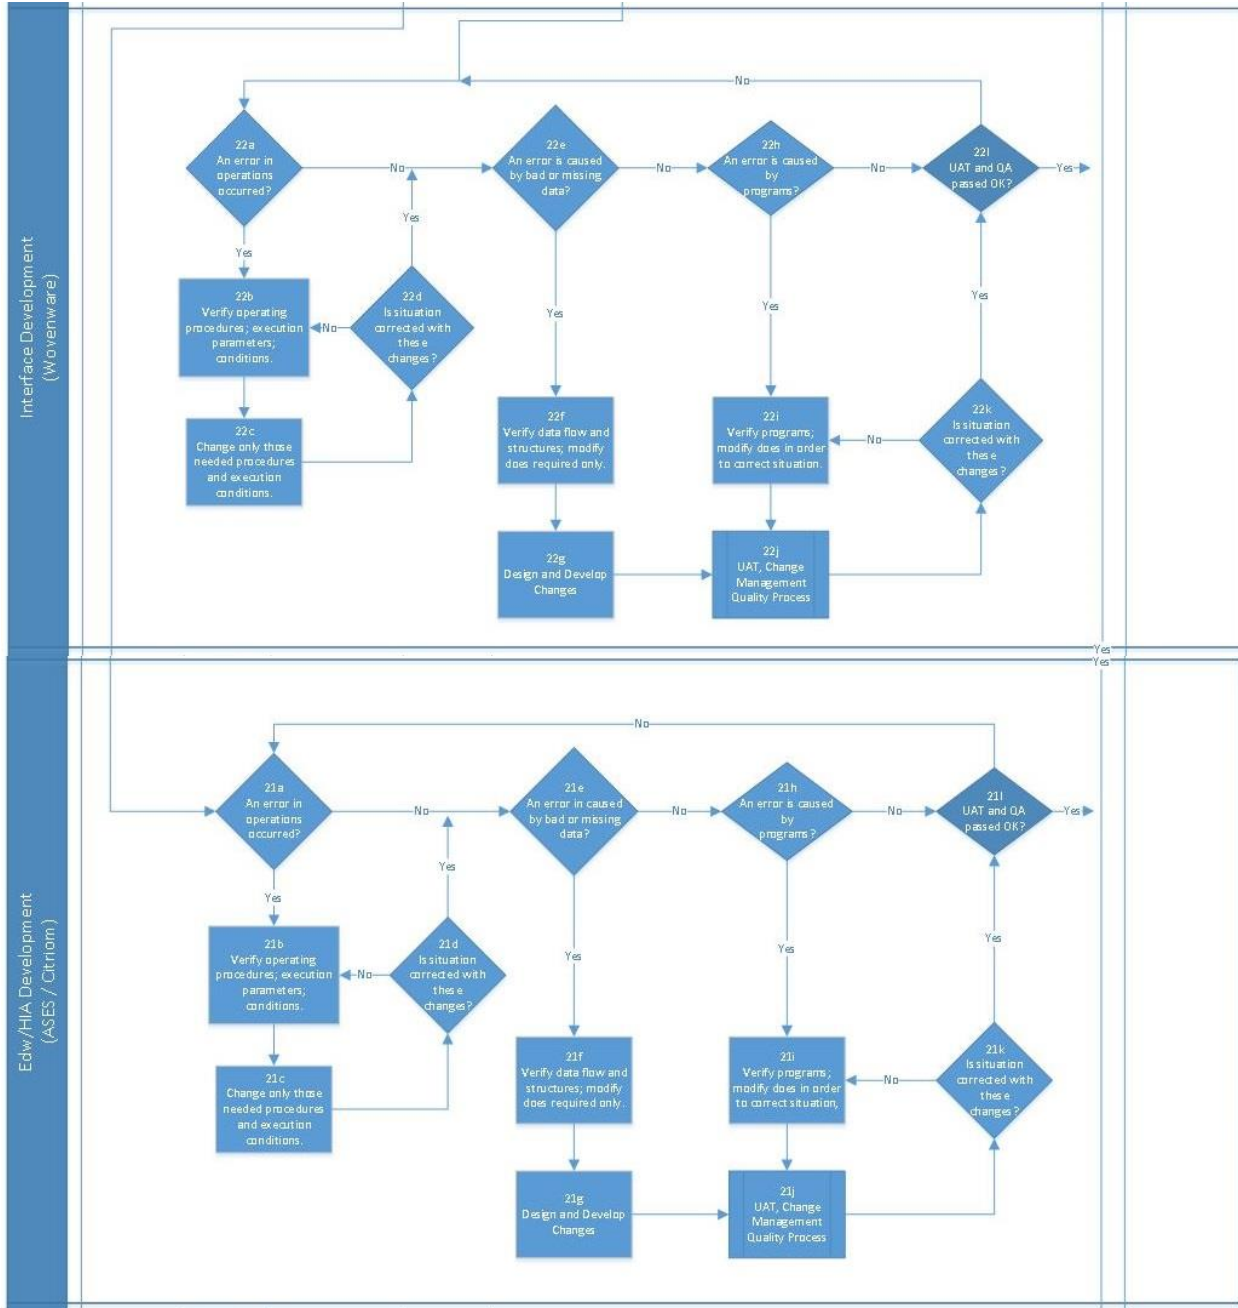 Interface Development
(Wovenware)
No
22a
An error in
operations
occurred?
No
22e
An error is caused
by bad or missing
data?
No
22h
An error is caused
by
programs?
No
22l
UAT and QA
passed OK?
Yes
Yes
Yes
Yes
Yes
Yes
22b
Verify operating
procedures; execution
parameters;
conditions.
No
22d
Is situation
corrected with
these
changes?
22c
Change only those
needed procedures
and execution
conditions.
22f
Verify data flow and
structures; modify
does required only.
22i
Verify programs;
modify does in order
to correct situation.
No
22k
Is situation
corrected with
these
changes?
22g
Design and Develop
Changes
22j
UAT, Change
Management
Quality Process
Yes
Yes
Edw/HIA Development
(ASES / Citriom)
No
21a
An error in
operations
occurred?
No
21e
An error in caused
by bad or missing
data?
No
21h
An error is caused
by
programs?
No
21l
UAT and QA
passed OK?
Yes
Yes
Yes
Yes
Yes
Yes
21b
Verify operating
procedures; execution
parameters;
conditions.
No
21d
Is situation
corrected with
these
changes?
21c
Change only those
needed procedures
and execution
conditions.
21f
Verify data flow and
structures; modify
does required only.
21i
Verify programs;
modify does in order
to correct situation,
No
21k
Is situation
corrected with
these
changes?
21g
Design and Develop
Changes
21j
UAT, Change
Management
Quality Process